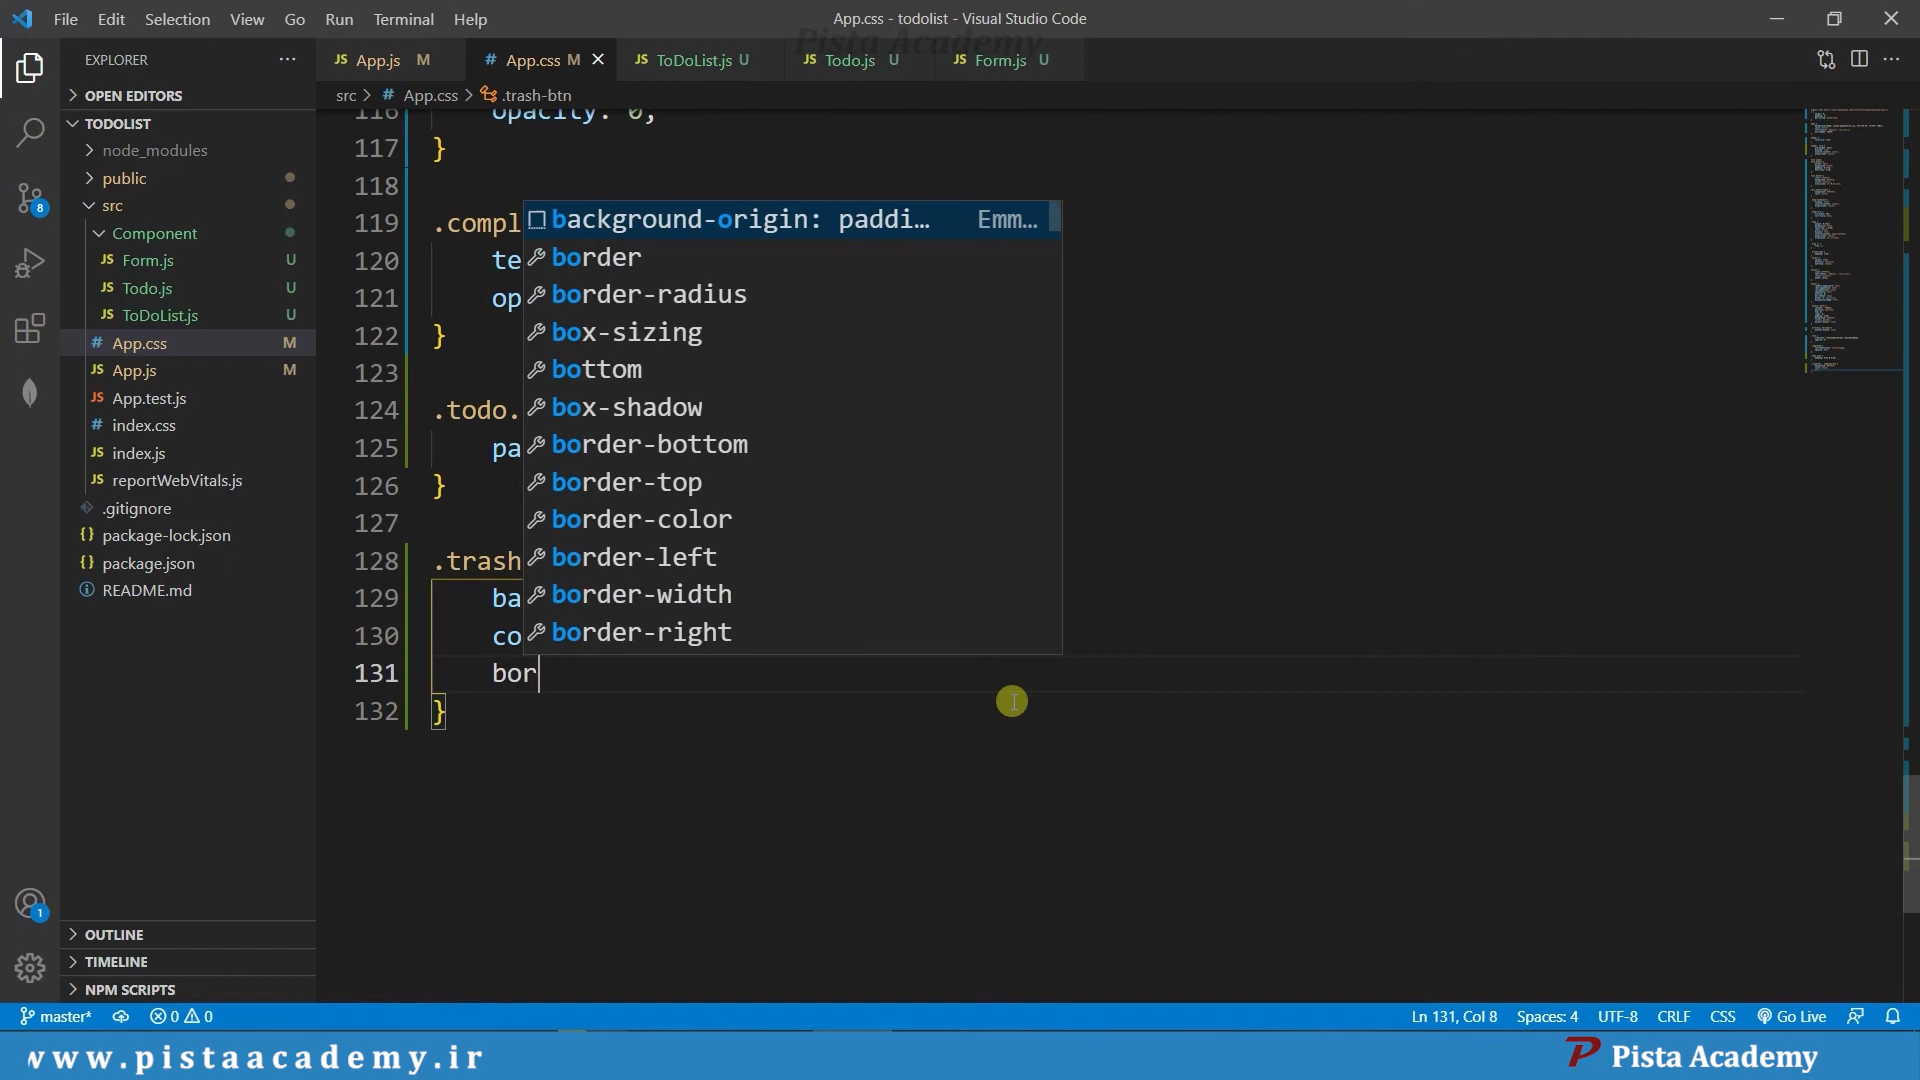 File Edit Selection View Go Run Terminal Help
App.css - todolist - Visual Studio Code
Pista Academy
EXPLORER
JS App.js M
# App.css M
JS ToDoList.js U
JS Todo.js U
JS Form.js U
OPEN EDITORS
src > # App.css > .trash-btn
TODOLIST
node_modules
public
src
Component
JS Form.js U
JS Todo.js U
JS ToDoList.js U
# App.css M
JS App.js M
JS App.test.js
# index.css
JS index.js
JS reportWebVitals.js
.gitignore
{} package-lock.json
{} package.json
README.md
8
1
OUTLINE
TIMELINE
NPM SCRIPTS
116 opacity: 0;
117 }
118
119 .compl
120 te
121 op
122 }
123
124 .todo.
125 pa
126 }
127
128 .trash
129 ba
130 co
131 bor
132 }
background-origin: paddi… Emm…
border
border-radius
box-sizing
bottom
box-shadow
border-bottom
border-top
border-color
border-left
border-width
border-right
master* 0 0
Ln 131, Col 8 Spaces: 4 UTF-8 CRLF CSS Go Live
www.pistaacademy.ir
Pista Academy